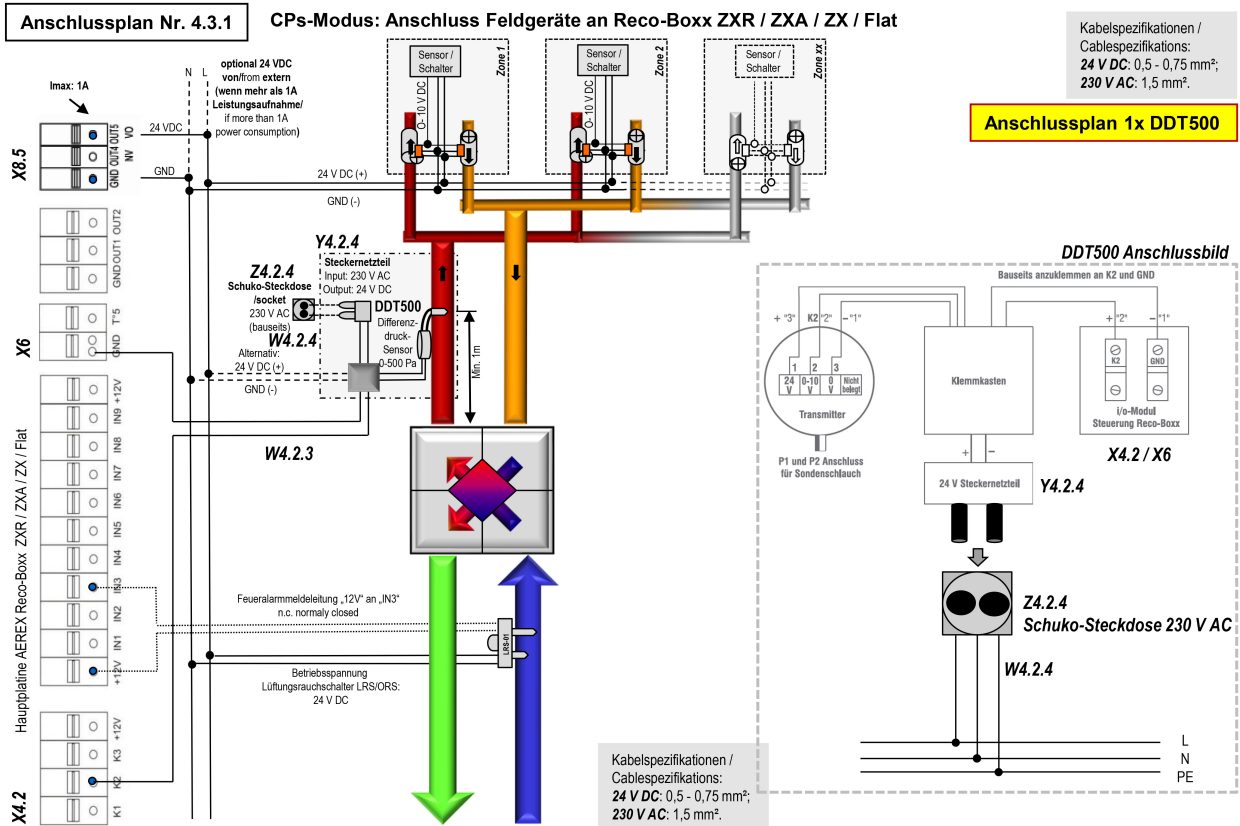 Anschlussplan Nr. 4.3.1
CPs-Modus: Anschluss Feldgeräte an Reco-Boxx ZXR / ZXA / ZX / Flat
Kabelspezifikationen /
Cablespezifikations:
24 V DC: 0,5 - 0,75 mm²;
230 V AC: 1,5 mm².
Anschlussplan 1x DDT500
Imax: 1A
N
L
optional 24 VDC
von/from extern
(wenn mehr als 1A
Leistungsaufnahme/
if more than 1A
power consumption)
Sensor /
Schalter
Zone 1
O- 10 V DC
Sensor /
Schalter
Zone 2
O- 10 V DC
Sensor /
Schalter
Zone xx
X8.5
OUT5
VO
OUT4
NV
GND
24 VDC
GND
24 V DC (+)
GND (-)
OUT2
OUT1
GND
X6
T°5
GND
Y4.2.4
Steckernetzteil
Input: 230 V AC
Output: 24 V DC
Z4.2.4
Schuko-Steckdose
/socket
230 V AC
(bauseits)
W4.2.4
DDT500
Differenz-
druck-
Sensor
0-500 Pa
Alternativ:
24 V DC (+)
GND (-)
Min. 1m
W4.2.3
Hauptplatine AEREX Reco-Boxx ZXR / ZXA / ZX / Flat
+12V
IN9
IN8
IN7
IN6
IN5
IN4
IN3
IN2
IN1
+12V
Feueralarmmeldeleitung „12V“ an „IN3“
n.c. normaly closed
LRS-01
Betriebsspannung
Lüftungsrauchschalter LRS/ORS:
24 V DC
X4.2
+12V
K3
K2
K1
Kabelspezifikationen /
Cablespezifikations:
24 V DC: 0,5 - 0,75 mm²;
230 V AC: 1,5 mm².
DDT500 Anschlussbild
Bauseits anzuklemmen an K2 und GND
+ "3"
K2 "2"
– "1"
+ "2"
– "1"
1
2
3
24 V
0-10 V
0 V
Nicht belegt
Transmitter
P1 und P2 Anschluss
für Sondenschlauch
Klemmkasten
K2
GND
i/o-Modul
Steuerung Reco-Boxx
X4.2 / X6
+
–
24 V Steckernetzteil
Y4.2.4
Z4.2.4
Schuko-Steckdose 230 V AC
W4.2.4
L
N
PE